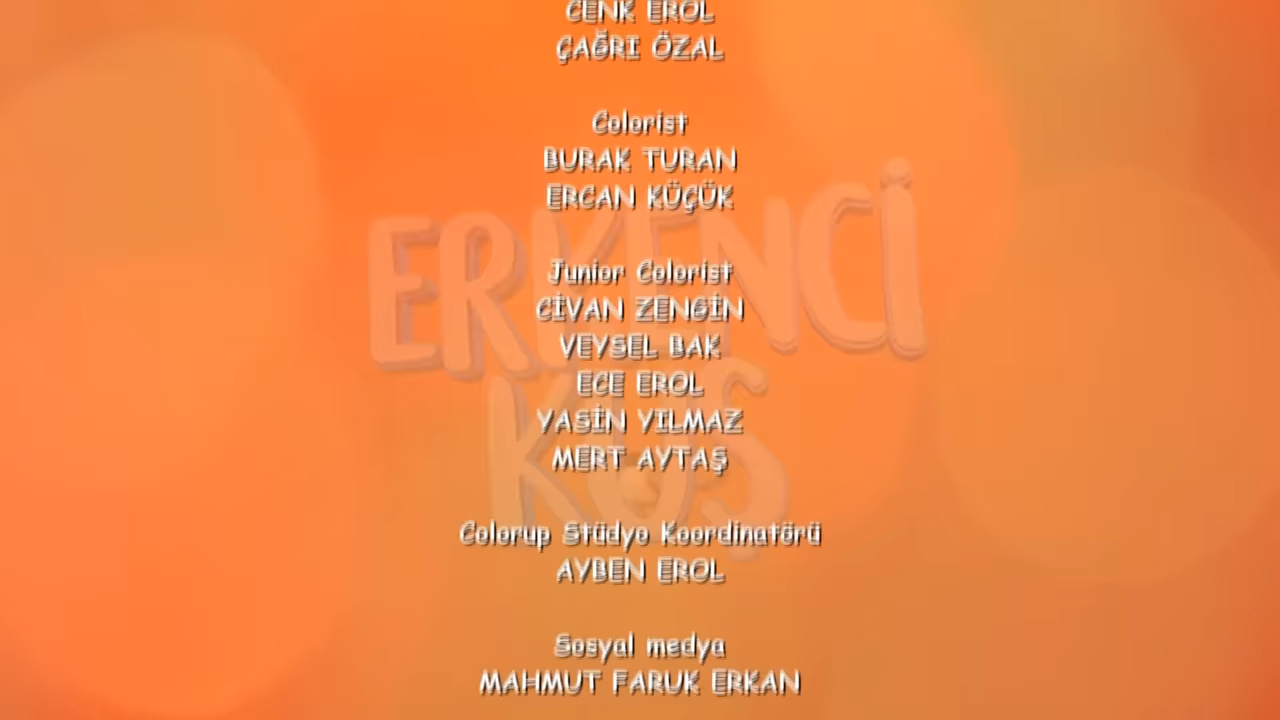 CENK EROL
ÇAĞRI ÖZAL
Colorist
BURAK TURAN
ERCAN KÜÇÜK
ERKENCİ
KUŞ
Junior Colorist
CİVAN ZENGİN
VEYSEL BAK
ECE EROL
YASİN YILMAZ
MERT AYTAŞ
Colorup Stüdyo Koordinatörü
AYBEN EROL
Sosyal medya
MAHMUT FARUK ERKAN